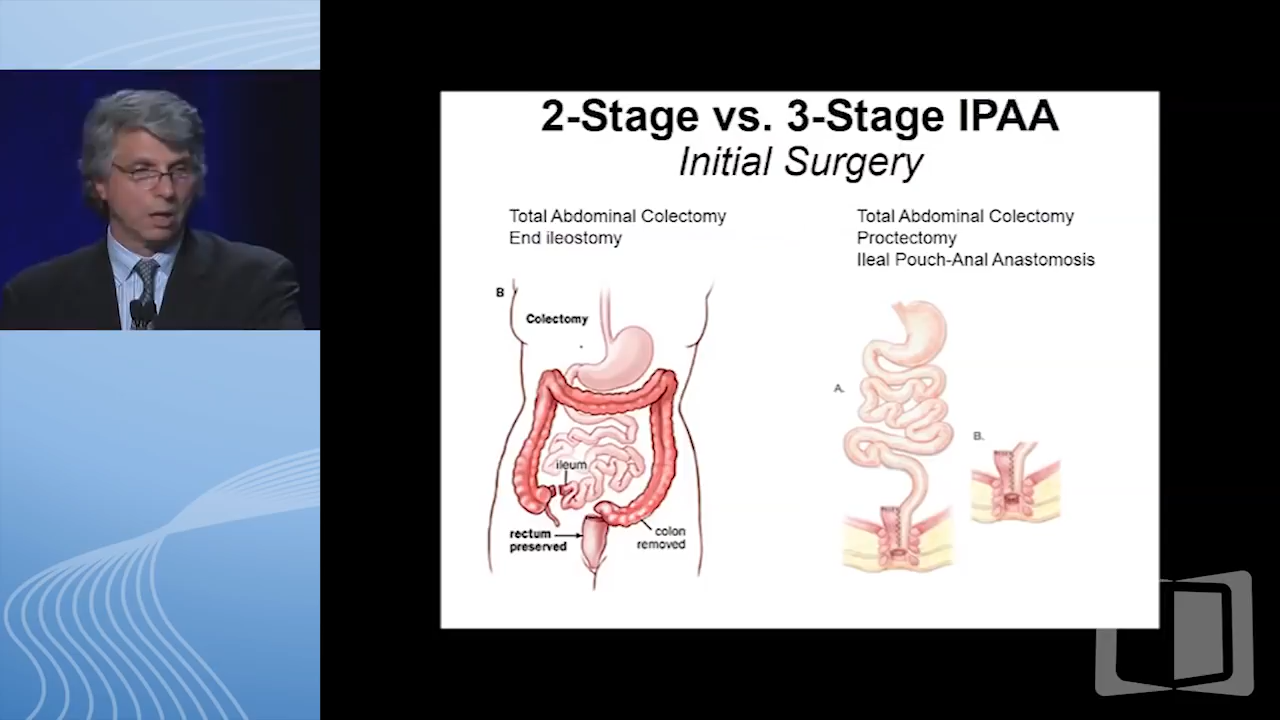 2-Stage vs. 3-Stage IPAA
Initial Surgery
Total Abdominal Colectomy
End ileostomy
Total Abdominal Colectomy
Proctectomy
Ileal Pouch-Anal Anastomosis
B
Colectomy
ileum
rectum
preserved
colon
removed
A.
B.